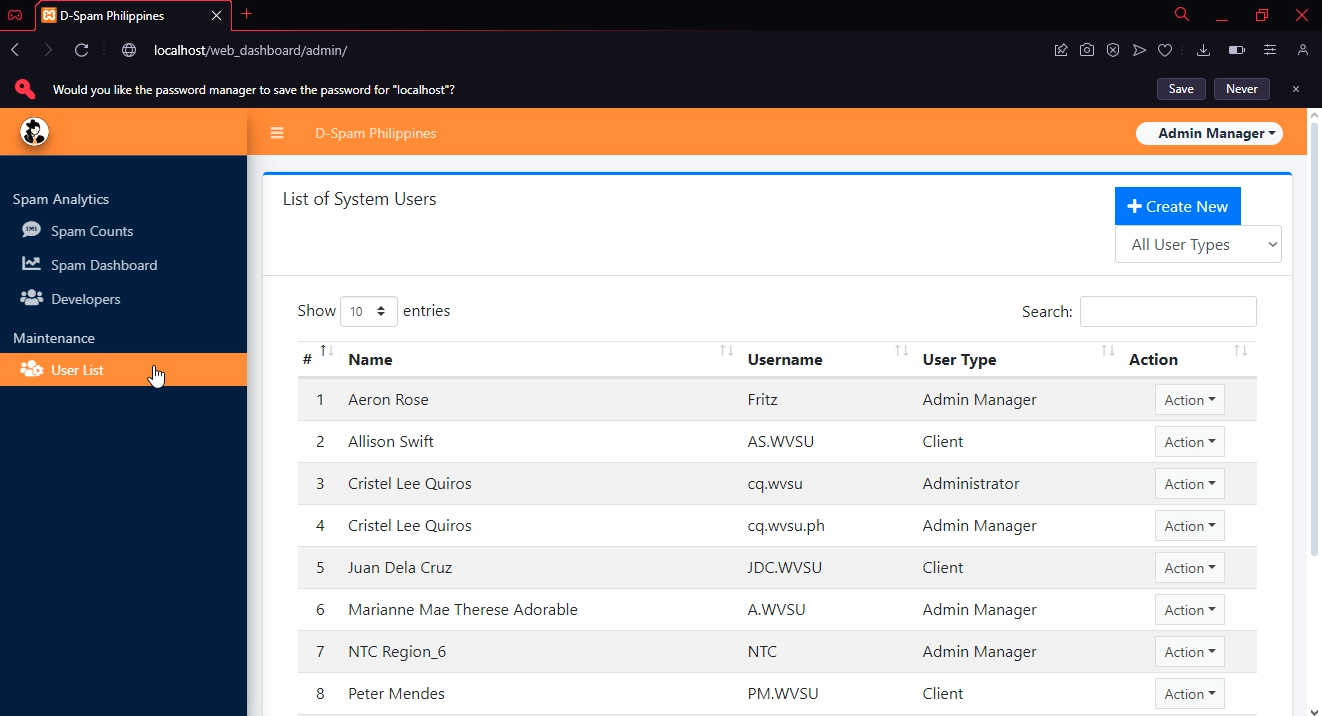 D-Spam Philippines
localhost/web_dashboard/admin/
Would you like the password manager to save the password for "localhost"?
Save
Never
D-Spam Philippines
Admin Manager
Spam Analytics
SMS Spam Counts
Spam Dashboard
Developers
Maintenance
User List
List of System Users
Create New
All User Types
Show 10 entries
Search:
# Name Username User Type Action
1 Aeron Rose Fritz Admin Manager Action
2 Allison Swift AS.WVSU Client Action
3 Cristel Lee Quiros cq.wvsu Administrator Action
4 Cristel Lee Quiros cq.wvsu.ph Admin Manager Action
5 Juan Dela Cruz JDC.WVSU Client Action
6 Marianne Mae Therese Adorable A.WVSU Admin Manager Action
7 NTC Region_6 NTC Admin Manager Action
8 Peter Mendes PM.WVSU Client Action